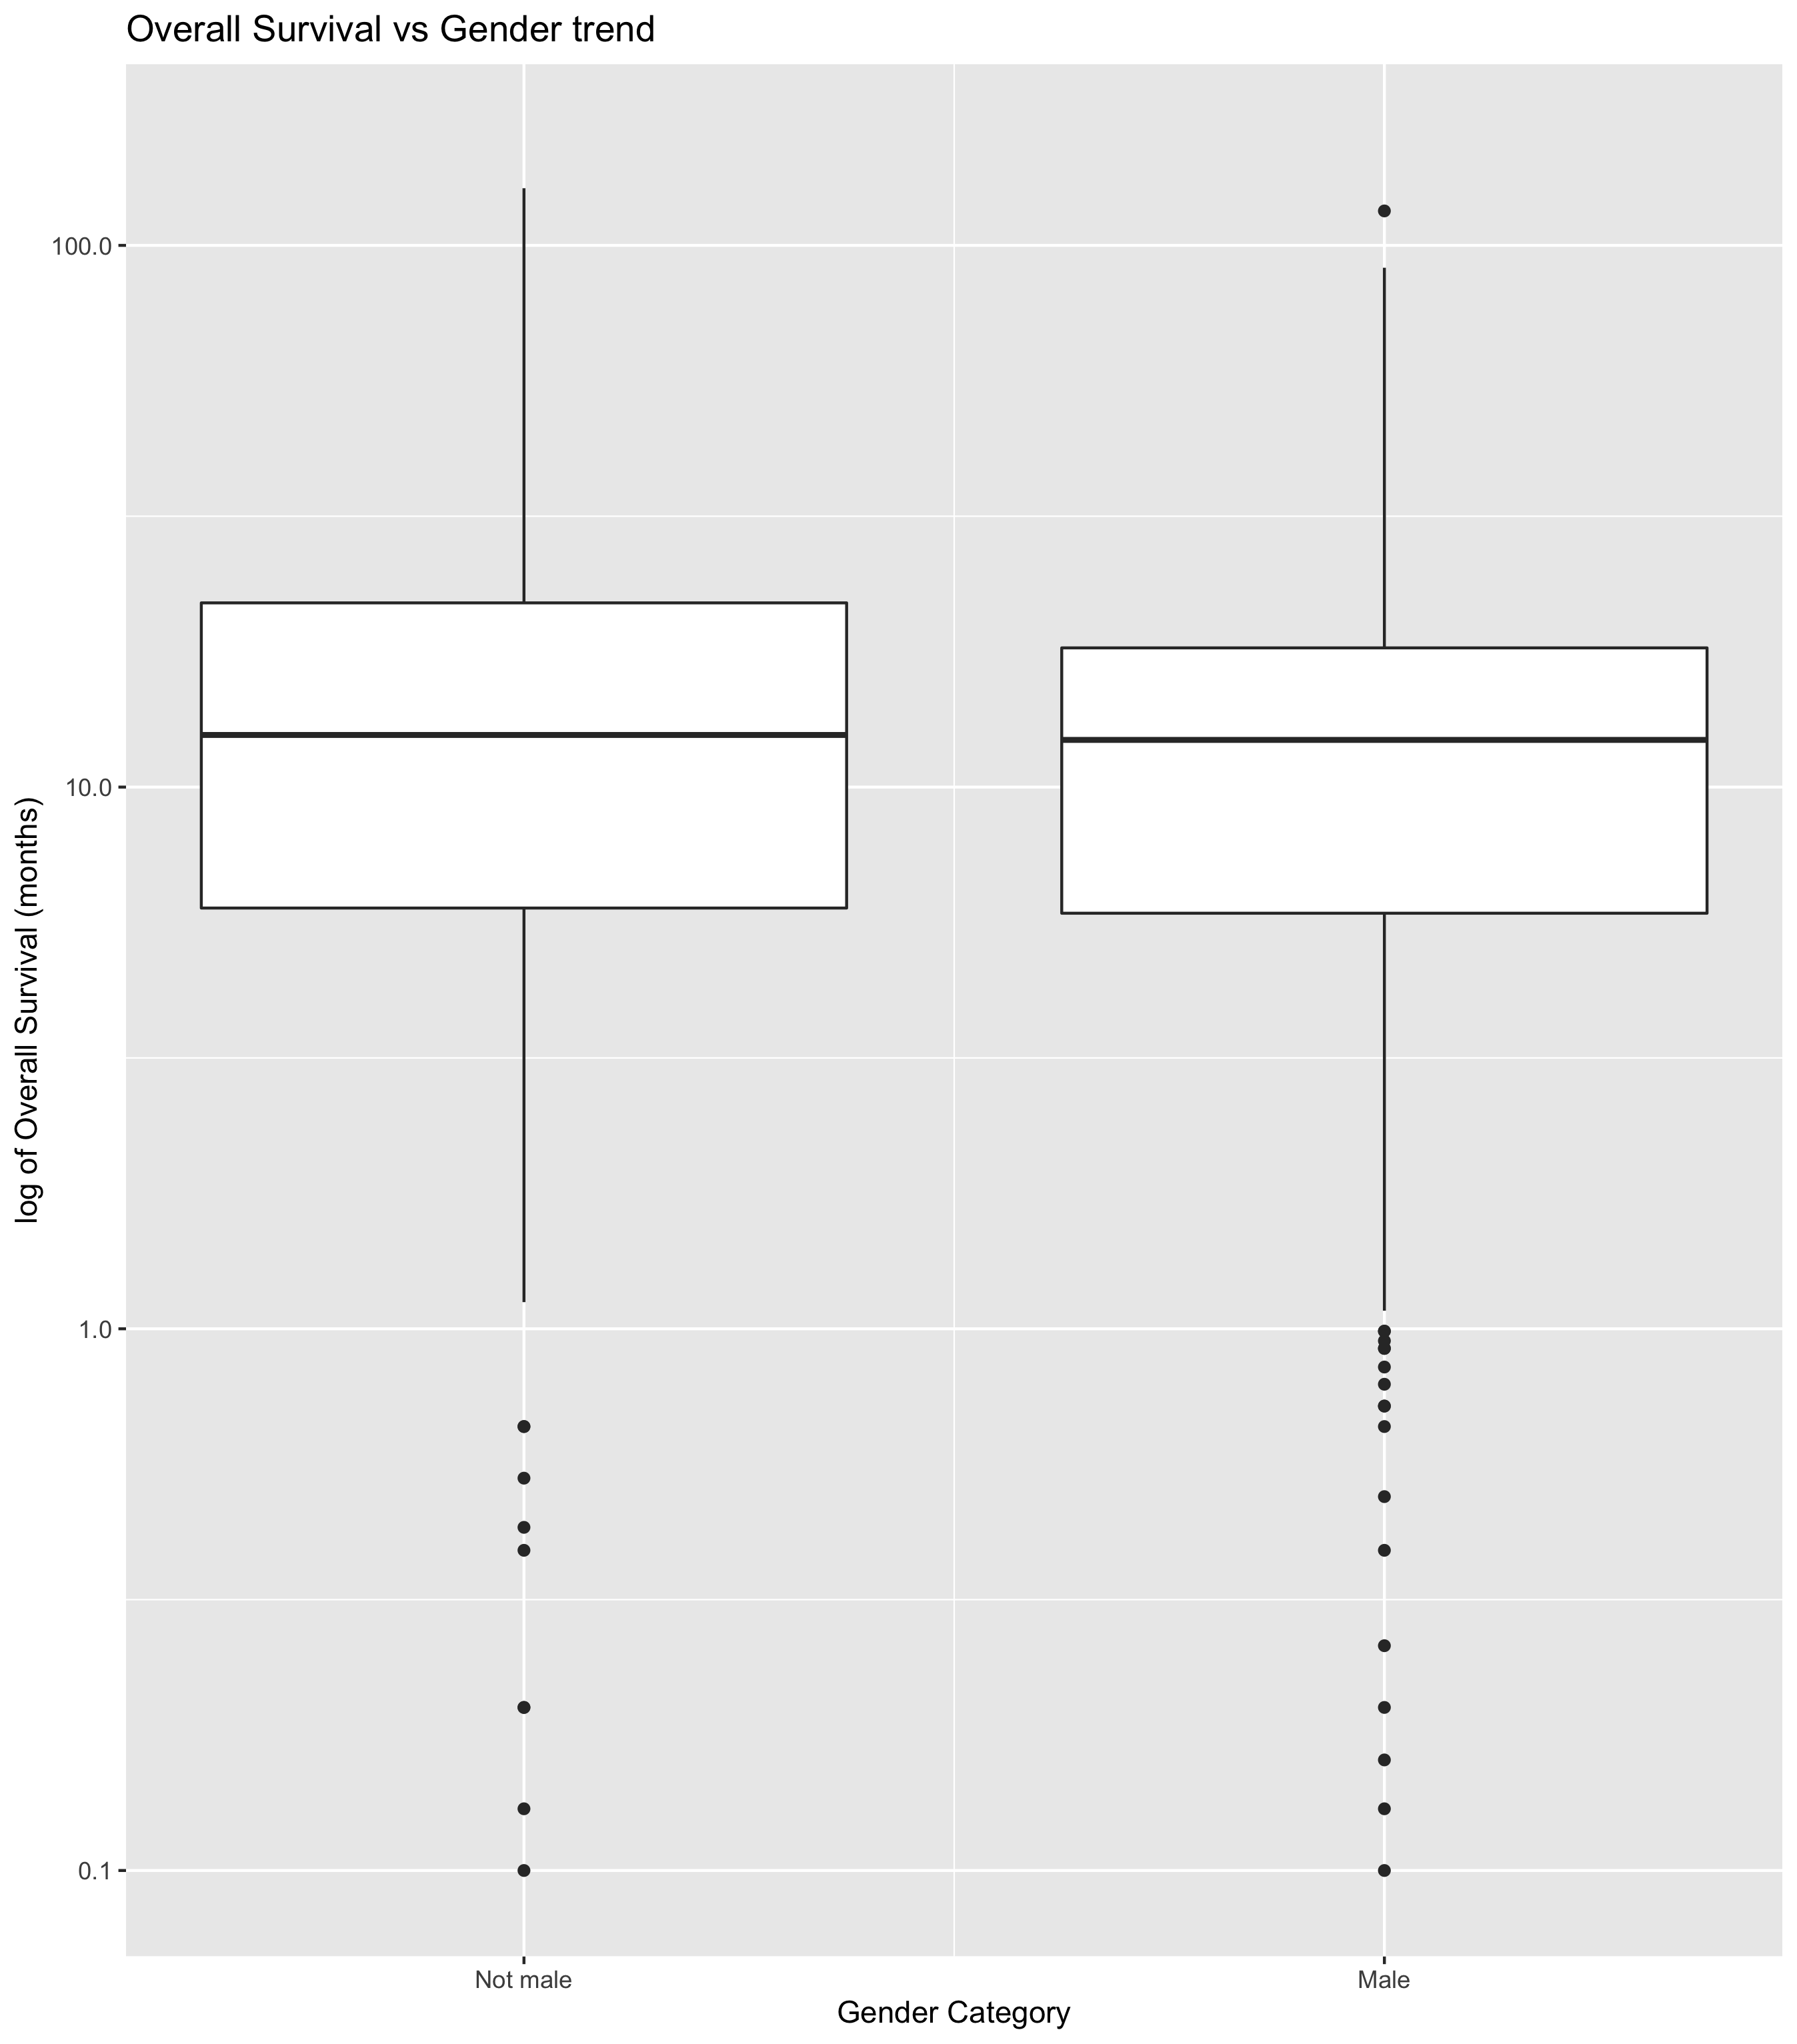 Overall Survival vs Gender trend
log of Overall Survival (months)
100.0
10.0
1.0
0.1
Not male
Male
Gender Category